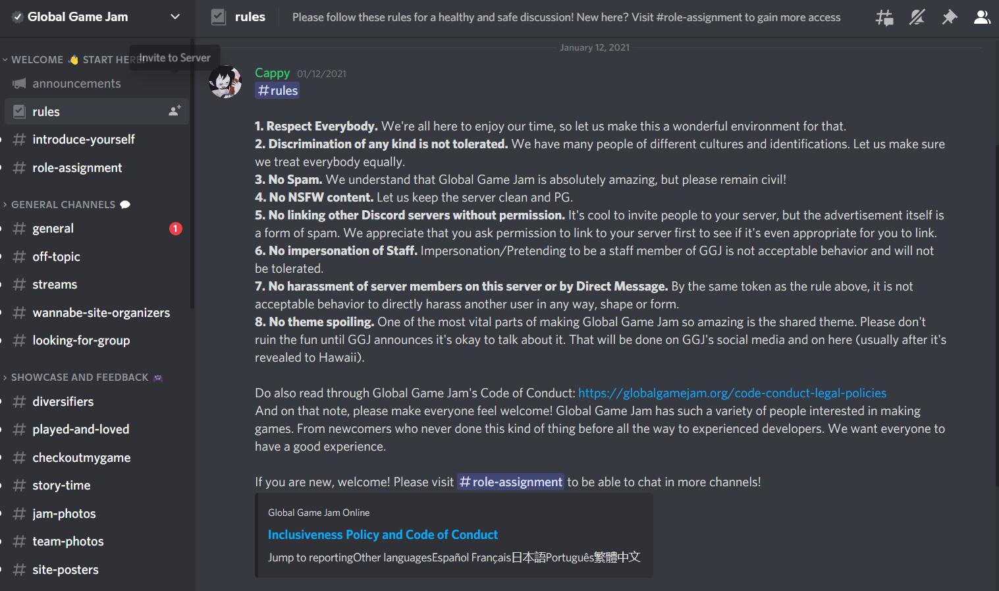 Global Game Jam
rules
Please follow these rules for a healthy and safe discussion! New here? Visit #role-assignment to gain more access
WELCOME 👋 START HERE
Invite to Server
announcements
rules
introduce-yourself
role-assignment
GENERAL CHANNELS 💬
general
1
off-topic
streams
wannabe-site-organizers
looking-for-group
SHOWCASE AND FEEDBACK 🎮
diversifiers
played-and-loved
checkoutmygame
story-time
jam-photos
team-photos
site-posters
January 12, 2021
Cappy 01/12/2021
#rules
1. Respect Everybody. We're all here to enjoy our time, so let us make this a wonderful environment for that.
2. Discrimination of any kind is not tolerated. We have many people of different cultures and identifications. Let us make sure
we treat everybody equally.
3. No Spam. We understand that Global Game Jam is absolutely amazing, but please remain civil!
4. No NSFW content. Let us keep the server clean and PG.
5. No linking other Discord servers without permission. It's cool to invite people to your server, but the advertisement itself is
a form of spam. We appreciate that you ask permission to link to your server first to see if it's even appropriate for you to link.
6. No impersonation of Staff. Impersonation/Pretending to be a staff member of GGJ is not acceptable behavior and will not
be tolerated.
7. No harassment of server members on this server or by Direct Message. By the same token as the rule above, it is not
acceptable behavior to directly harass another user in any way, shape or form.
8. No theme spoiling. One of the most vital parts of making Global Game Jam so amazing is the shared theme. Please don't
ruin the fun until GGJ announces it's okay to talk about it. That will be done on GGJ's social media and on here (usually after it's
revealed to Hawaii).
Do also read through Global Game Jam's Code of Conduct: https://globalgamejam.org/code-conduct-legal-policies
And on that note, please make everyone feel welcome! Global Game Jam has such a variety of people interested in making
games. From newcomers who never done this kind of thing before all the way to experienced developers. We want everyone to
have a good experience.
If you are new, welcome! Please visit #role-assignment to be able to chat in more channels!
Global Game Jam Online
Inclusiveness Policy and Code of Conduct
Jump to reportingOther languagesEspañol Français日本語Português繁體中文